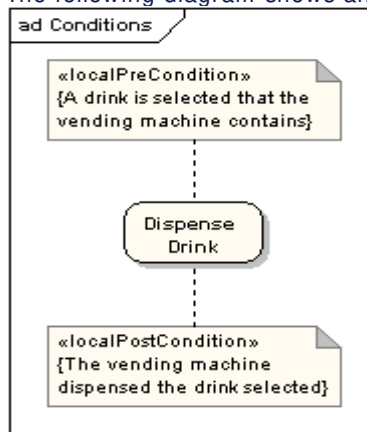 The following diagram shows an
ad Conditions
«localPreCondition»
{A drink is selected that the
vending machine contains}
Dispense
Drink
«localPostCondition»
{The vending machine
dispensed the drink selected}